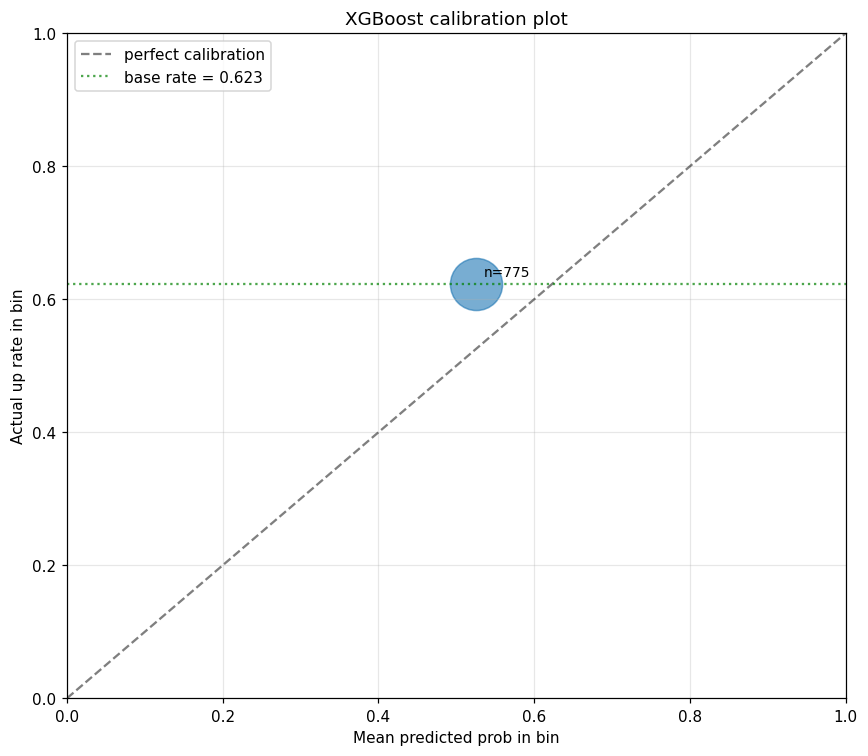 XGBoost calibration plot
1.0
perfect calibration
base rate = 0.623
0.8
n=775
0.6
Actual up rate in bin
0.4
0.2
0.0
0.0 0.2 0.4 0.6 0.8 1.0
Mean predicted prob in bin